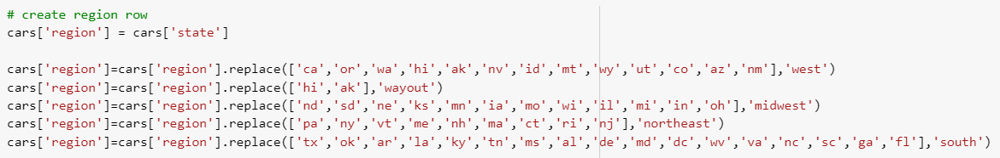 # create region row
cars['region'] = cars['state']
cars['region']=cars['region'].replace(['ca','or','wa','hi','ak','nv','id','mt','wy','ut','co','az','nm'],'west')
cars['region']=cars['region'].replace(['hi','ak'],'wayout')
cars['region']=cars['region'].replace(['nd','sd','ne','ks','mn','ia','mo','wi','il','mi','in','oh'],'midwest')
cars['region']=cars['region'].replace(['pa','ny','vt','me','nh','ma','ct','ri','nj'],'northeast')
cars['region']=cars['region'].replace(['tx','ok','ar','la','ky','tn','ms','al','de','md','dc','wv','va','nc','sc','ga','fl'],'south')